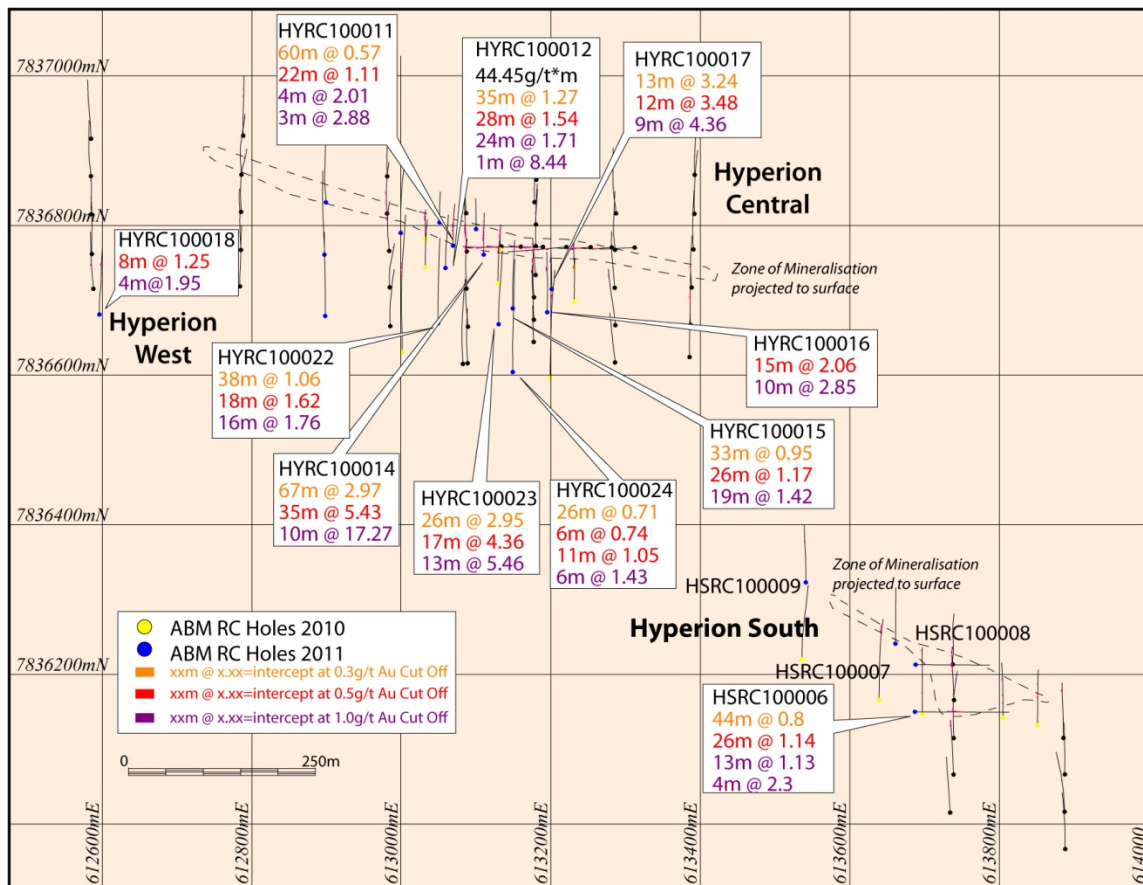 7837000mN
7836800mN
7836600mN
7836400mN
7836200mN
HYRC100011
60m @ 0.57
22m @ 1.11
4m @ 2.01
3m @ 2.88
HYRC100012
44.45g/t*m
35m @ 1.27
28m @ 1.54
24m @ 1.71
1m @ 8.44
HYRC100017
13m @ 3.24
12m @ 3.48
9m @ 4.36
Hyperion
Central
HYRC100018
8m @ 1.25
4m@1.95
Zone of Mineralisation
projected to surface
Hyperion
West
HYRC100016
15m @ 2.06
10m @ 2.85
HYRC100022
38m @ 1.06
18m @ 1.62
16m @ 1.76
HYRC100015
33m @ 0.95
26m @ 1.17
19m @ 1.42
HYRC100014
67m @ 2.97
35m @ 5.43
10m @ 17.27
HYRC100023
26m @ 2.95
17m @ 4.36
13m @ 5.46
HYRC100024
26m @ 0.71
6m @ 0.74
11m @ 1.05
6m @ 1.43
Zone of Mineralisation
projected to surface
HSRC100009
Hyperion South
HSRC100008
HSRC100007
HSRC100006
44m @ 0.8
26m @ 1.14
13m @ 1.13
4m @ 2.3
ABM RC Holes 2010
ABM RC Holes 2011
xxm @ x.xx=intercept at 0.3g/t Au Cut Off
xxm @ x.xx=intercept at 0.5g/t Au Cut Off
xxm @ x.xx=intercept at 1.0g/t Au Cut Off
0 250m
612600mE
612800mE
613000mE
613200mE
613400mE
613600mE
613800mE